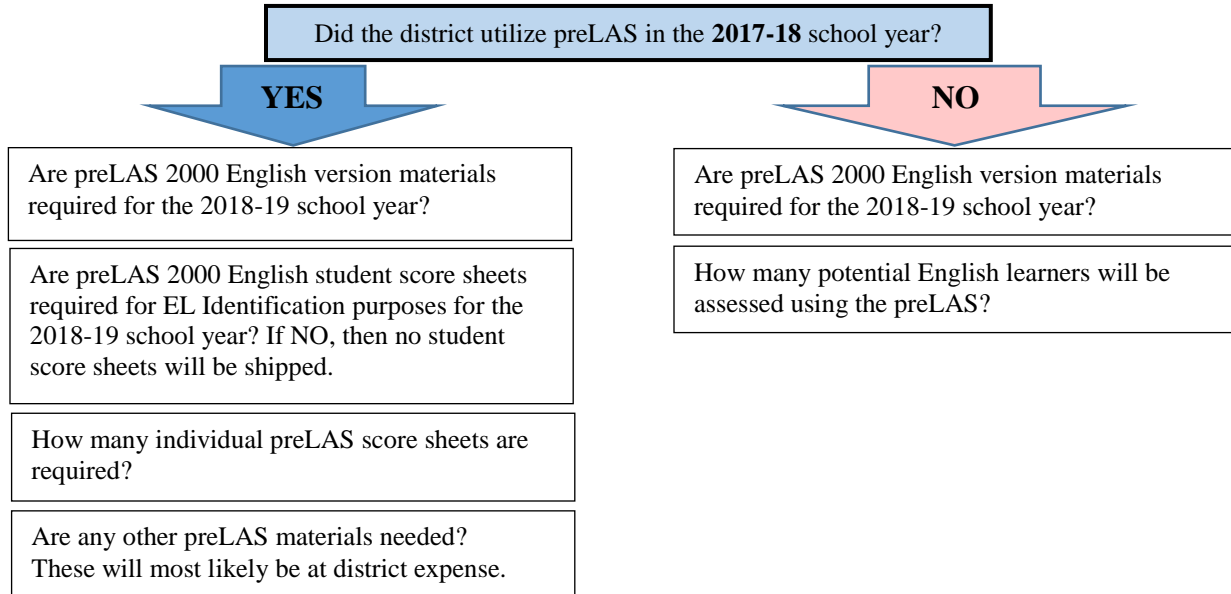 Did the district utilize preLAS in the 2017-18 school year?
YES
Are preLAS 2000 English version materials
required for the 2018-19 school year?
Are preLAS 2000 English student score sheets
required for EL Identification purposes for the
2018-19 school year? If NO, then no student
score sheets will be shipped.
How many individual preLAS score sheets are
required?
Are any other preLAS materials needed?
These will most likely be at district expense.
NO
Are preLAS 2000 English version materials
required for the 2018-19 school year?
How many potential English learners will be
assessed using the preLAS?